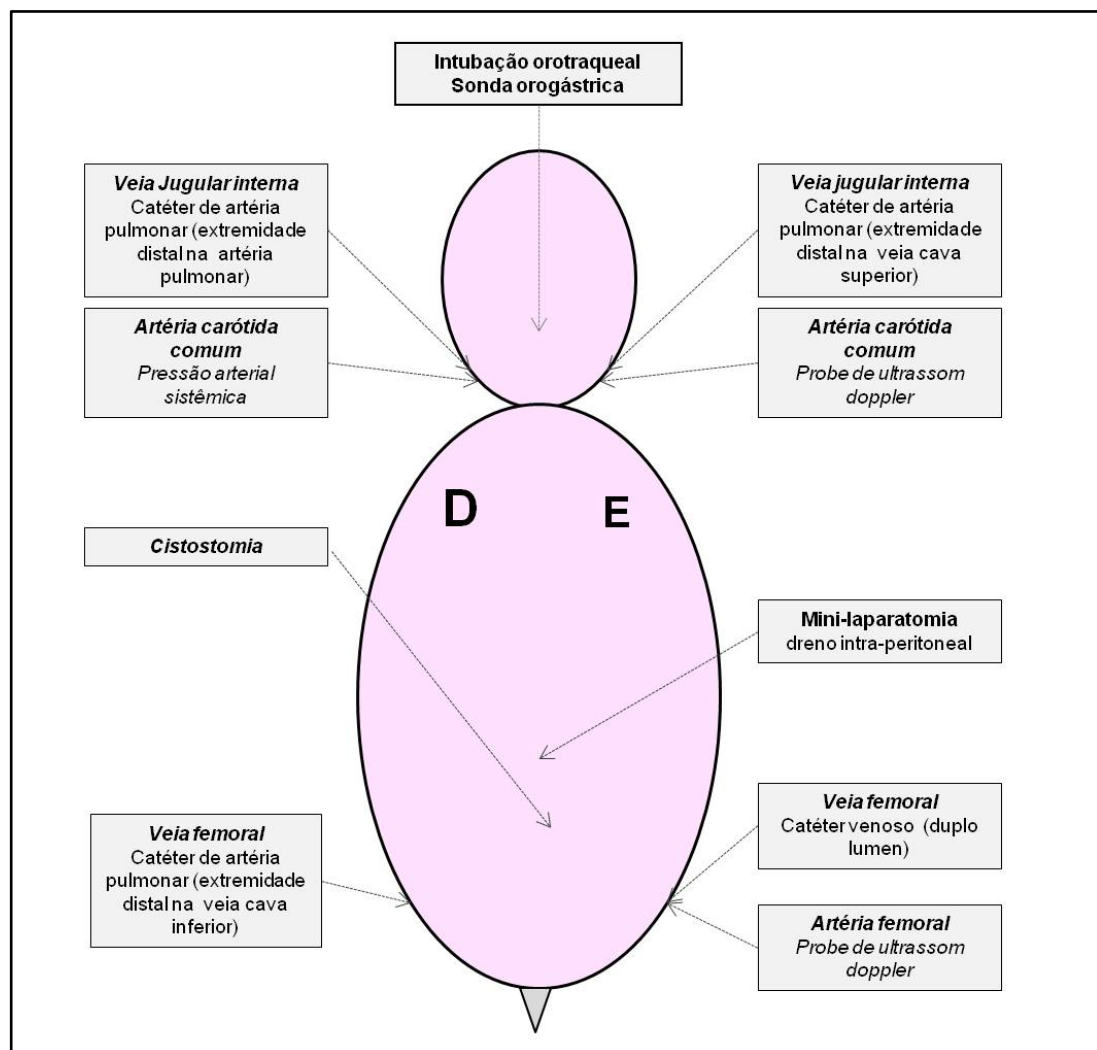 Intubação orotraqueal
Sonda orogástrica
Veia Jugular interna
Catéter de artéria
pulmonar (extremidade
distal na artéria
pulmonar)
Veia jugular interna
Catéter de artéria
pulmonar (extremidade
distal na veia cava
superior)
Artéria carótida
comum
Pressão arterial
sistêmica
Artéria carótida
comum
Probe de ultrassom
doppler
D
E
Cistostomia
Mini-laparatomia
dreno intra-peritoneal
Veia femoral
Catéter de artéria
pulmonar (extremidade
distal na veia cava
inferior)
Veia femoral
Catéter venoso (duplo
lumen)
Artéria femoral
Probe de ultrassom
doppler